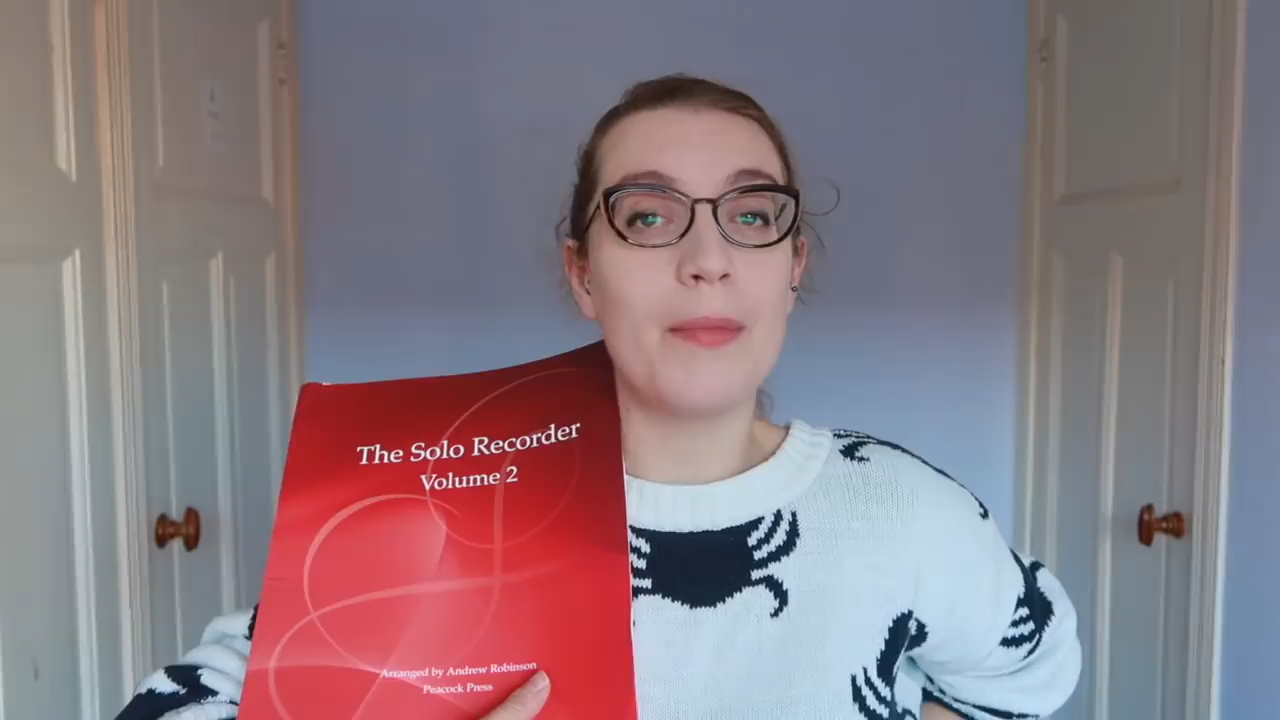 The Solo Recorder
Volume 2
Arranged by Andrew Robinson
Peacock Press